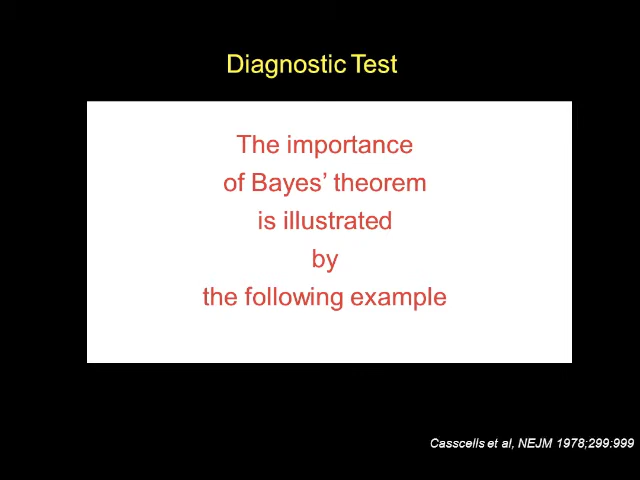 Diagnostic Test
The importance
of Bayes’ theorem
is illustrated
by
the following example
Casscells et al, NEJM 1978;299:999